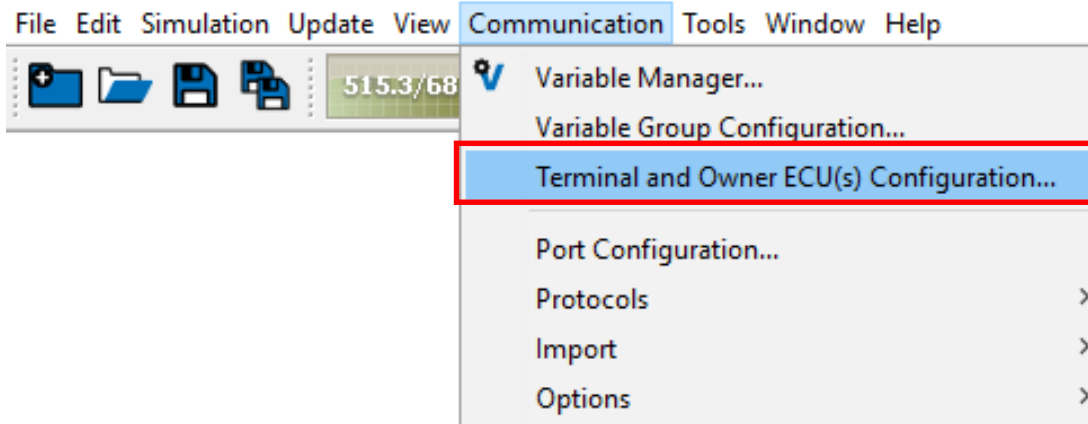 File Edit Simulation Update View Communication Tools Window Help
515.3/68
Variable Manager...
Variable Group Configuration...
Terminal and Owner ECU(s) Configuration...
Port Configuration...
Protocols
Import
Options